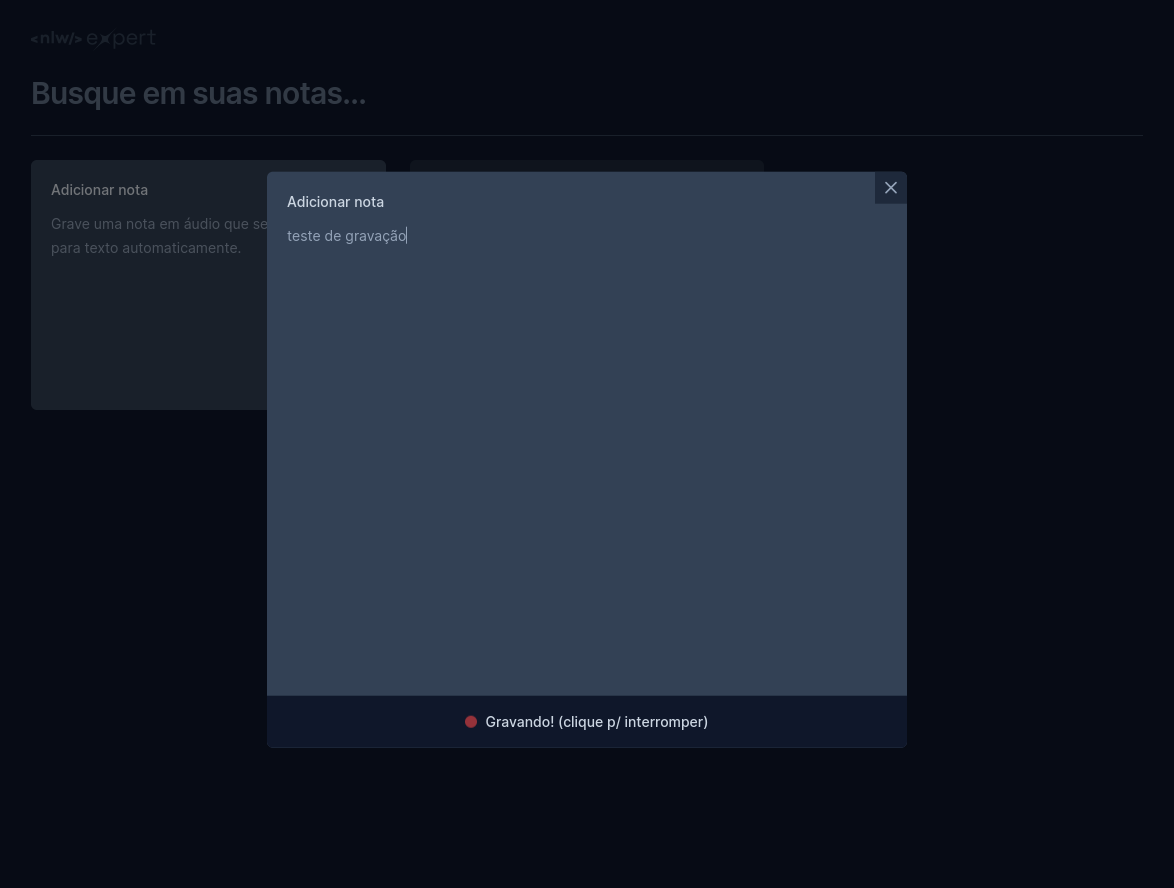 <nlw/> expert
Busque em suas notas...
Adicionar nota
Grave uma nota em áudio que se
para texto automaticamente.
Adicionar nota
teste de gravação
Gravando! (clique p/ interromper)